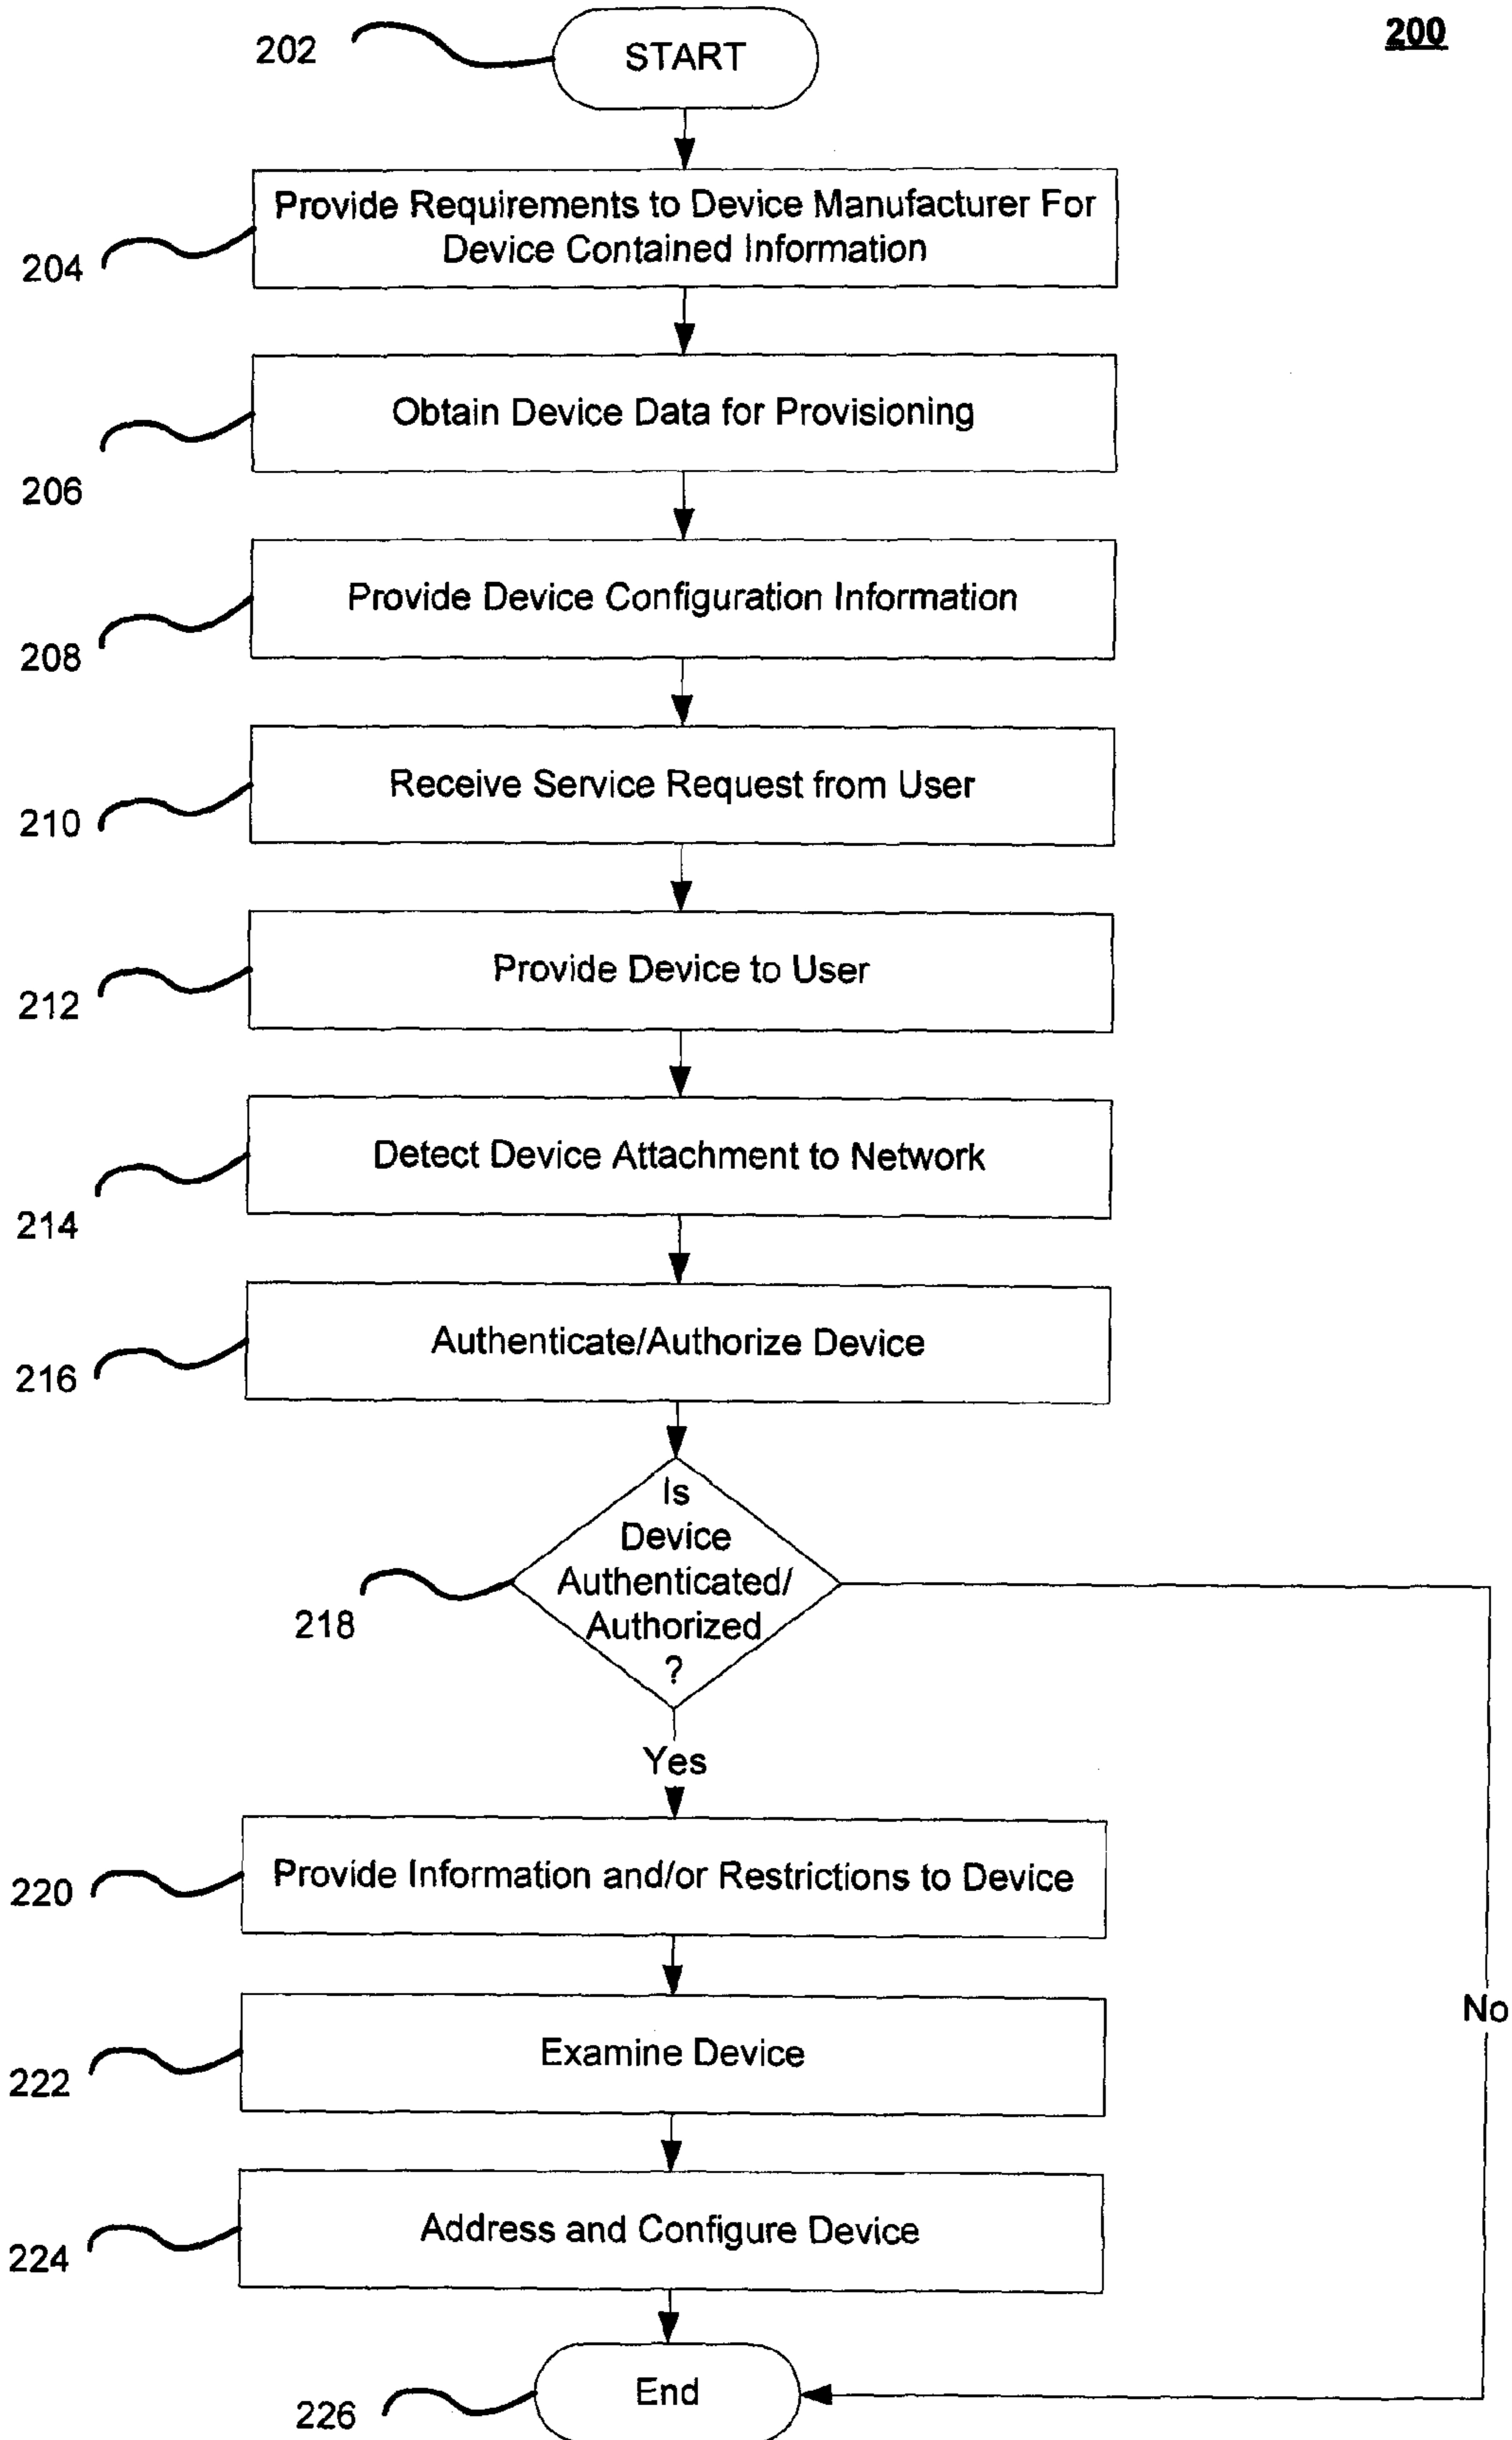 200
202
START
Provide Requirements to Device Manufacturer For
Device Contained Information
204
Obtain Device Data for Provisioning
206
Provide Device Configuration Information
208
Receive Service Request from User
210
Provide Device to User
212
Detect Device Attachment to Network
214
Authenticate/Authorize Device
216
Is
Device
Authenticated/
Authorized
?
218
Yes
Provide Information and/or Restrictions to Device
220
No
Examine Device
222
Address and Configure Device
224
End
226